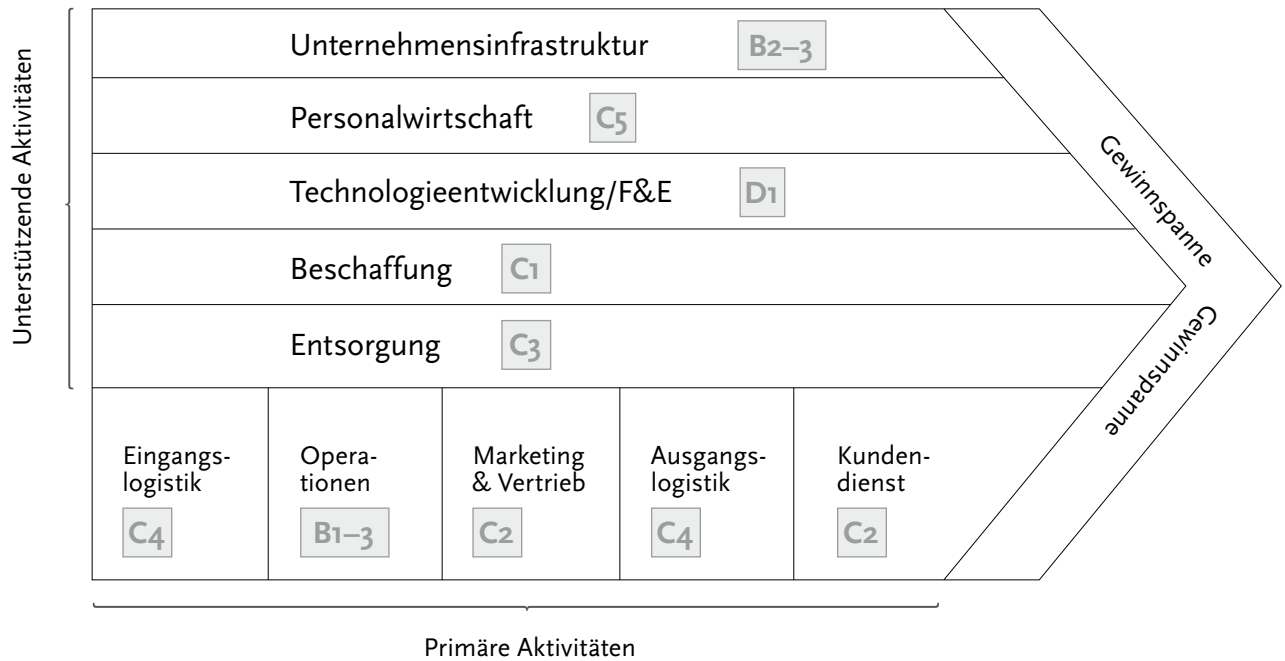 Unterstützende Aktivitäten
Unternehmensinfrastruktur B2–3
Personalwirtschaft C5
Technologieentwicklung/F&E D1
Beschaffung C1
Entsorgung C3
Gewinnspanne
Gewinnspanne
Eingangs-
logistik
C4
Opera-
tionen
B1–3
Marketing
& Vertrieb
C2
Ausgangs-
logistik
C4
Kunden-
dienst
C2
Primäre Aktivitäten